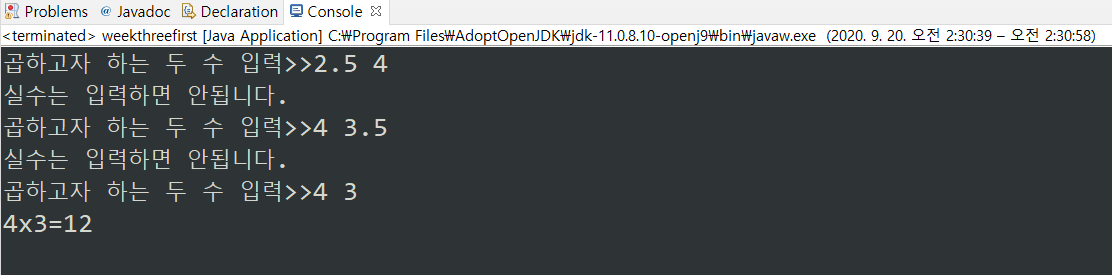 Problems @ Javadoc Declaration Console
<terminated> weekthreefirst [Java Application] C:₩Program Files₩AdoptOpenJDK₩jdk-11.0.8.10-openj9₩bin₩javaw.exe (2020. 9. 20. 오전 2:30:39 – 오전 2:30:58)
곱하고자 하는 두 수 입력>>2.5 4
실수는 입력하면 안됩니다.
곱하고자 하는 두 수 입력>>4 3.5
실수는 입력하면 안됩니다.
곱하고자 하는 두 수 입력>>4 3
4x3=12